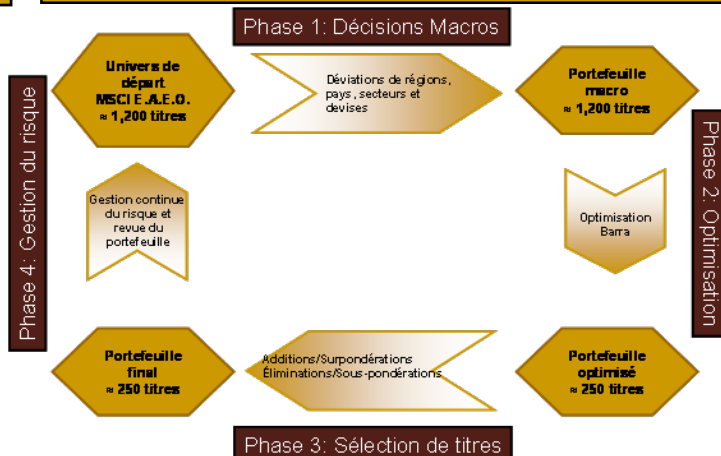 Phase 1: Décisions Macros
Univers de
départ
MSCI E.A.E.O.
≈ 1,200 titres
Déviations de régions,
pays, secteurs et
devises
Portefeuille
macro
≈ 1,200 titres
Phase 2: Optimisation
Optimisation
Barra
Portefeuille
optimisé
≈ 250 titres
Additions/Surpondérations
Éliminations/Sous-pondérations
Phase 3: Sélection de titres
Portefeuille
final
≈ 250 titres
Gestion continue
du risque et
revue du
portefeuille
Phase 4: Gestion du risque